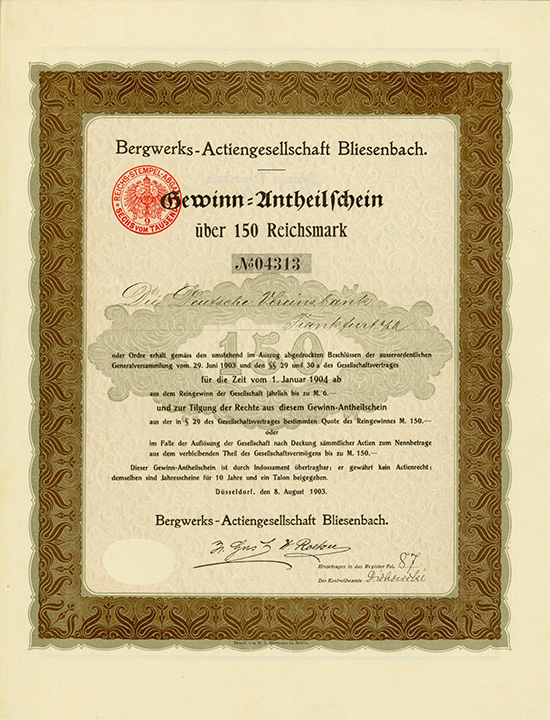 Bergwerks-Actiengesellschaft Bliesenbach.
REICHS-STEMPEL-ABGABE
9
SECHS VOM TAUSEND
Gewinn-Antheilschein
über 150 Reichsmark
№ 04313
Die Deutsche Vereinsbank
Frankfurt a/M
150
oder Ordre erhält gemäss den umstehend im Auszug abgedruckten Beschlüssen der ausserordentlichen
Generalversammlung vom 29. Juni 1903 und den §§ 29 und 30a des Gesellschaftvertrages
für die Zeit vom 1. Januar 1904 ab
aus dem Reingewinn der Gesellschaft jährlich bis zu M. 6.—
und zur Tilgung der Rechte aus diesem Gewinn-Antheilschein
aus der in § 29 des Gesellschaftvertrages bestimmten Quote des Reingewinnes M. 150.—
oder
im Falle der Auflösung der Gesellschaft nach Deckung sämmtlicher Actien zum Nennbetrage
aus dem verbleibenden Theil des Gesellschaftvermögens bis zu M. 150.—
Dieser Gewinn-Antheilschein ist durch Indossament übertragbar; er gewährt kein Actienrecht;
demselben sind Jahresscheine für 10 Jahre und ein Talon beigegeben.
Düsseldorf, den 8. August 1903.
Bergwerks-Actiengesellschaft Bliesenbach.
Eingetragen in das Register Fol. 87
Der Kontrolbeamte